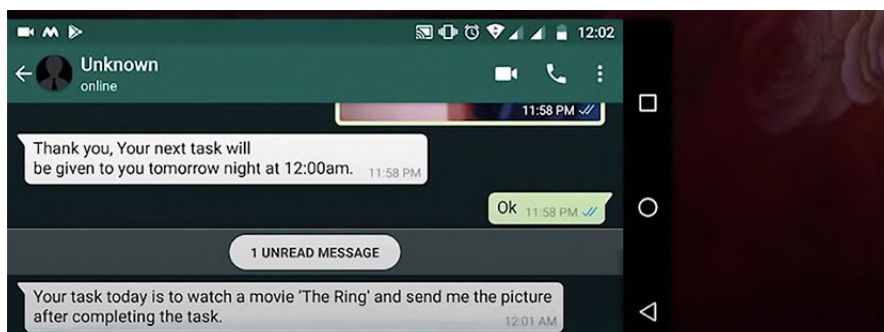 12:02
Unknown
online
11:58 PM
Thank you, Your next task will
be given to you tomorrow night at 12:00am. 11:58 PM
Ok 11:58 PM
1 UNREAD MESSAGE
Your task today is to watch a movie 'The Ring' and send me the picture
after completing the task. 12:01 AM